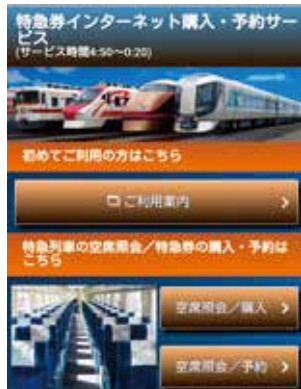 特急券インターネット購入・予約サー
ビス
(サービス時間4:50〜0:20)
初めてご利用の方はこちら
ご利用案内
特急列車の空席照会／特急券の購入・予約は
こちら
空席照会／購入
空席照会／予約